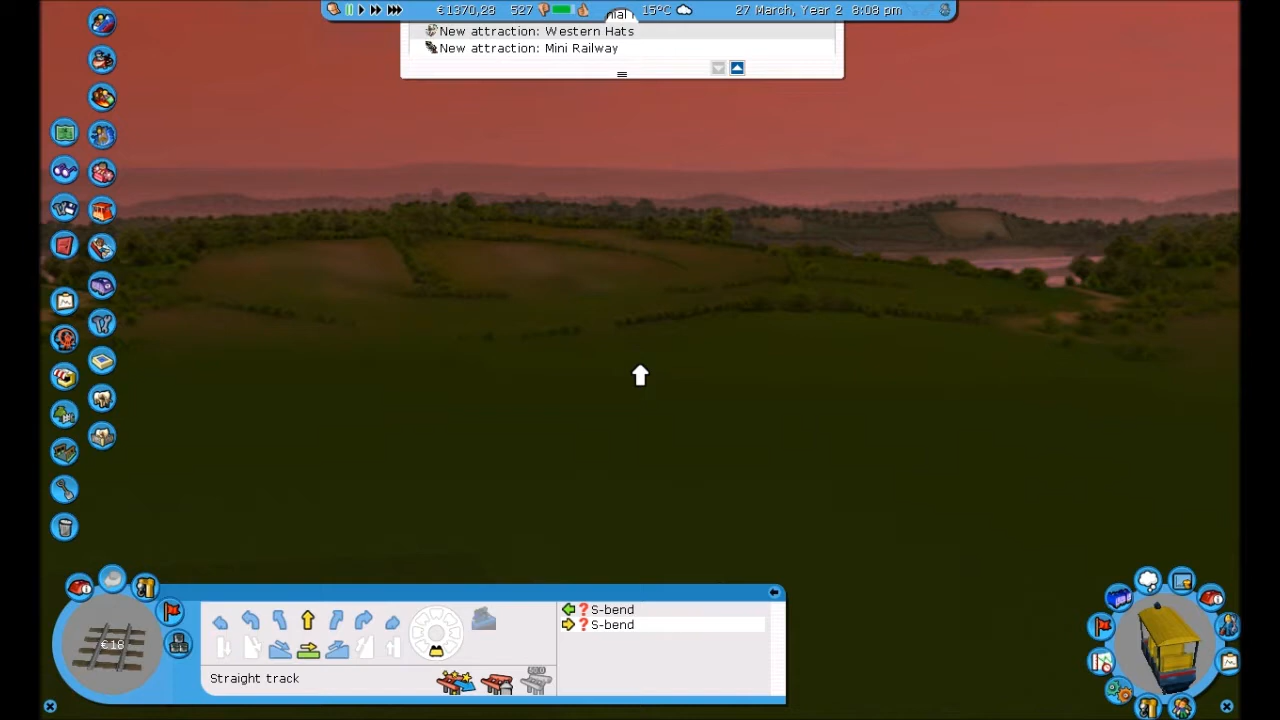 €1370,28 527 15°C 27 March, Year 2 8:08 pm
New attraction: Western Hats
New attraction: Mini Railway
€18
S-bend
S-bend
Straight track